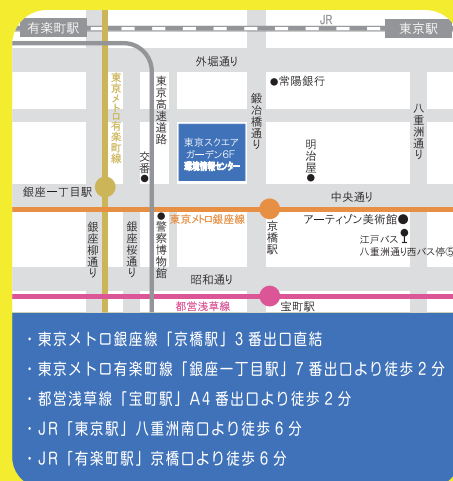 JR
有楽町駅
東京駅
外堀通り
東京メトロ有楽町線
東京高速道路
常陽銀行
鍛冶橋通り
八重洲通り
東京スクエア
ガーデン6F
環境情報センター
明治屋
交番
銀座一丁目駅
中央通り
東京メトロ銀座線
京橋駅
アーティゾン美術館
江戸バス
八重洲通り西バス停⑤
銀座柳通り
銀座桜通り
警察博物館
昭和通り
都営浅草線
宝町駅
・東京メトロ銀座線「京橋駅」3番出口直結
・東京メトロ有楽町線「銀座一丁目駅」7番出口より徒歩2分
・都営浅草線「宝町駅」A4番出口より徒歩2分
・JR「東京駅」八重洲南口より徒歩6分
・JR「有楽町駅」京橋口より徒歩6分